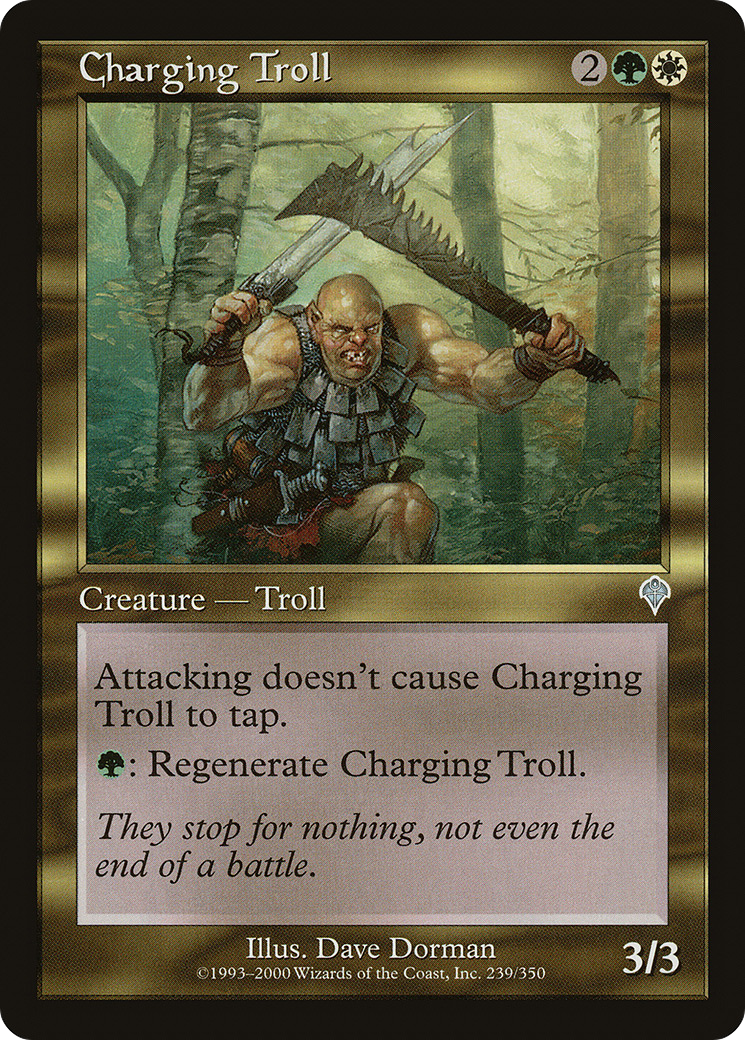 Charging Troll 2
Creature — Troll
Attacking doesn't cause Charging
Troll to tap.
: Regenerate Charging Troll.
They stop for nothing, not even the
end of a battle.
Illus. Dave Dorman
©1993–2000 Wizards of the Coast, Inc. 239/350
3/3